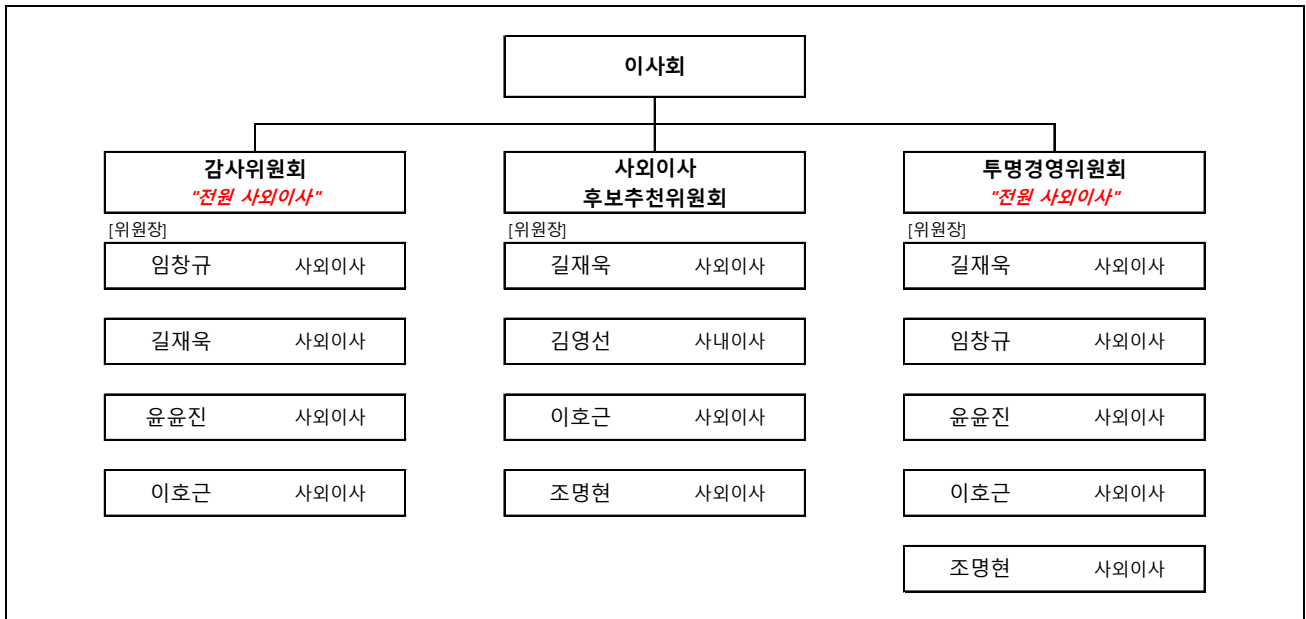 이사회
감사위원회
"전원 사외이사"
[위원장]
임창규 사외이사
길재욱 사외이사
윤윤진 사외이사
이호근 사외이사
사외이사
후보추천위원회
[위원장]
길재욱 사외이사
김영선 사내이사
이호근 사외이사
조명현 사외이사
투명경영위원회
"전원 사외이사"
[위원장]
길재욱 사외이사
임창규 사외이사
윤윤진 사외이사
이호근 사외이사
조명현 사외이사